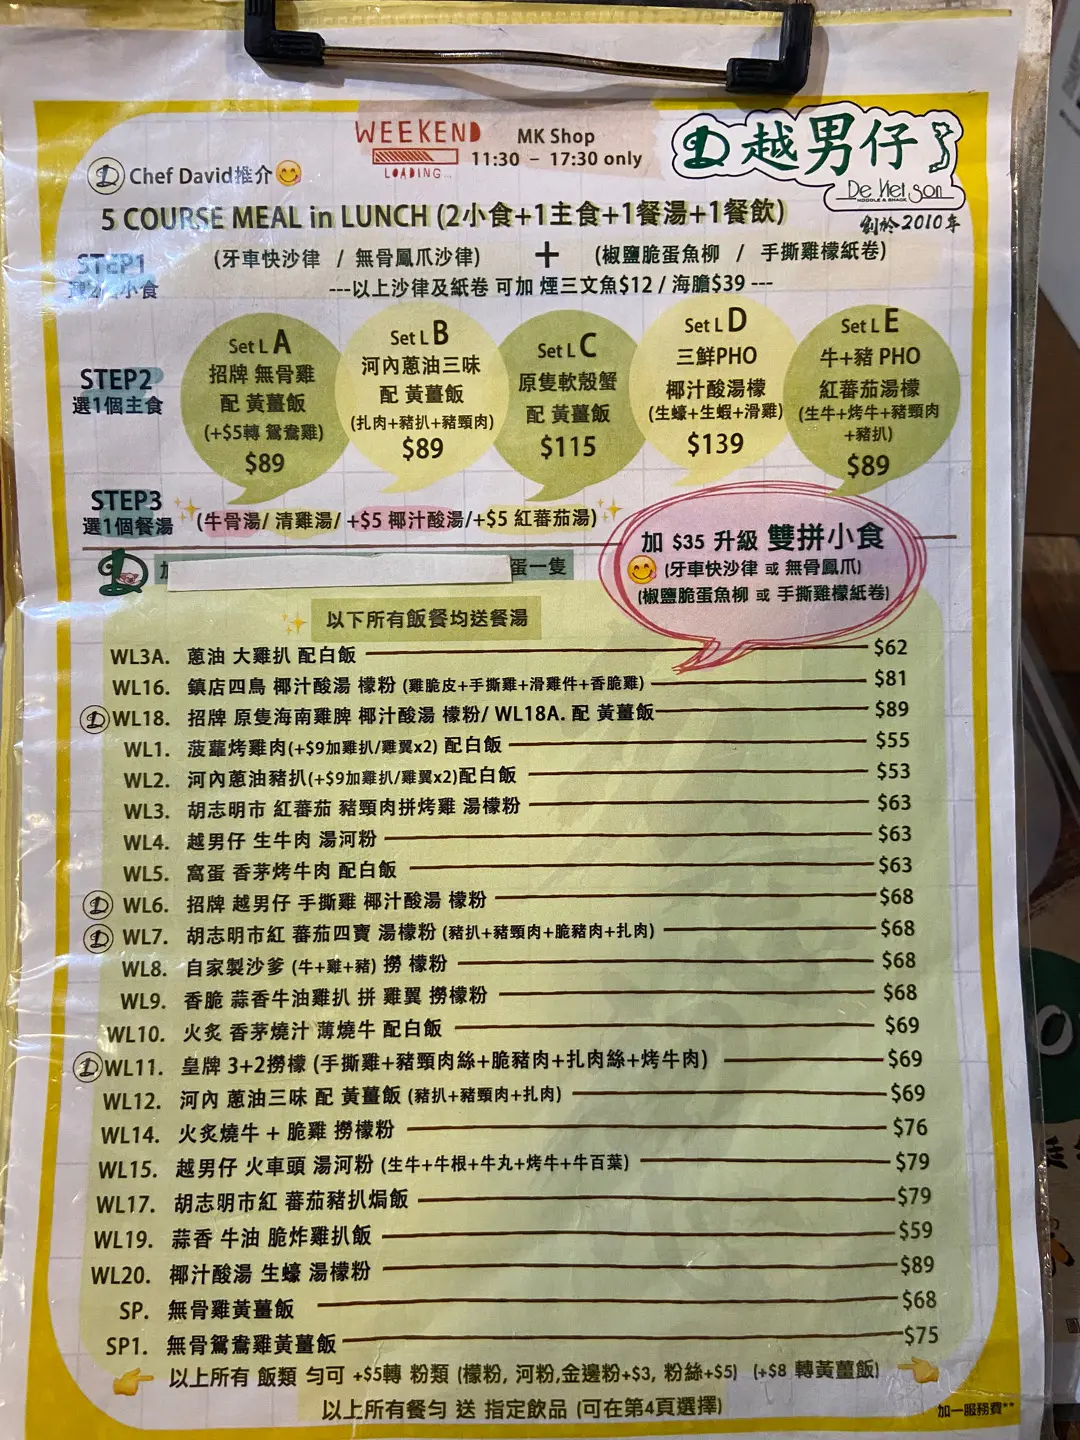 WEEKEND
LOADING...
MK Shop
11:30 – 17:30 only
越男仔
De Viet Son
NOODLE & SNACK
創於2010年
Chef David推介
5 COURSE MEAL in LUNCH (2小食+1主食+1餐湯+1餐飲)
STEP1
小食
(牙車快沙律 / 無骨鳳爪沙律) + (椒鹽脆蛋魚柳 / 手撕雞檬紙卷)
---以上沙律及紙卷 可加 煙三文魚$12 / 海膽$39 ---
STEP2
選1個主食
Set L A
招牌 無骨雞
配 黃薑飯
(+$5轉 鴛鴦雞)
$89
Set L B
河內蔥油三味
配 黃薑飯
(扎肉+豬扒+豬頸肉)
$89
Set L C
原隻軟殼蟹
配 黃薑飯
$115
Set L D
三鮮PHO
椰汁酸湯檬
(生蠔+生蝦+滑雞)
$139
Set L E
牛+豬 PHO
紅蕃茄湯檬
(生牛+烤牛+豬頸肉
+豬扒)
$89
STEP3
選1個餐湯
(牛骨湯/ 清雞湯/ +$5 椰汁酸湯/+$5 紅蕃茄湯)
加 $35 升級 雙拼小食
(牙車快沙律 或 無骨鳳爪)
(椒鹽脆蛋魚柳 或 手撕雞檬紙卷)
蛋一隻
以下所有飯餐均送餐湯
WL3A. 蔥油 大雞扒 配白飯 $62
WL16. 鎮店四鳥 椰汁酸湯 檬粉 (雞脆皮+手撕雞+滑雞件+香脆雞) $81
WL18. 招牌 原隻海南雞脾 椰汁酸湯 檬粉/ WL18A. 配 黃薑飯 $89
WL1. 菠蘿烤雞肉(+$9加雞扒/雞翼x2) 配白飯 $55
WL2. 河內蔥油豬扒(+$9加雞扒/雞翼x2)配白飯 $53
WL3. 胡志明市 紅蕃茄 豬頸肉拼烤雞 湯檬粉 $63
WL4. 越男仔 生牛肉 湯河粉 $63
WL5. 窩蛋 香茅烤牛肉 配白飯 $63
WL6. 招牌 越男仔 手撕雞 椰汁酸湯 檬粉 $68
WL7. 胡志明市紅 蕃茄四寶 湯檬粉 (豬扒+豬頸肉+脆豬肉+扎肉) $68
WL8. 自家製沙爹 (牛+雞+豬) 撈 檬粉 $68
WL9. 香脆 蒜香牛油雞扒 拼 雞翼 撈檬粉 $68
WL10. 火炙 香茅燒汁 薄燒牛 配白飯 $69
WL11. 皇牌 3+2撈檬 (手撕雞+豬頸肉絲+脆豬肉+扎肉絲+烤牛肉) $69
WL12. 河內 蔥油三味 配 黃薑飯 (豬扒+豬頸肉+扎肉) $69
WL14. 火炙燒牛 + 脆雞 撈檬粉 $76
WL15. 越男仔 火車頭 湯河粉 (生牛+牛根+牛丸+烤牛+牛百葉) $79
WL17. 胡志明市紅 蕃茄豬扒焗飯 $79
WL19. 蒜香 牛油 脆炸雞扒飯 $59
WL20. 椰汁酸湯 生蠔 湯檬粉 $89
SP. 無骨雞黃薑飯 $68
SP1. 無骨鴛鴦雞黃薑飯 $75
以上所有 飯類 勻可 +$5轉 粉類 (檬粉, 河粉,金邊粉+$3, 粉絲+$5) (+$8 轉黃薑飯)
以上所有餐勻 送 指定飲品 (可在第4頁選擇)
加一服務費**